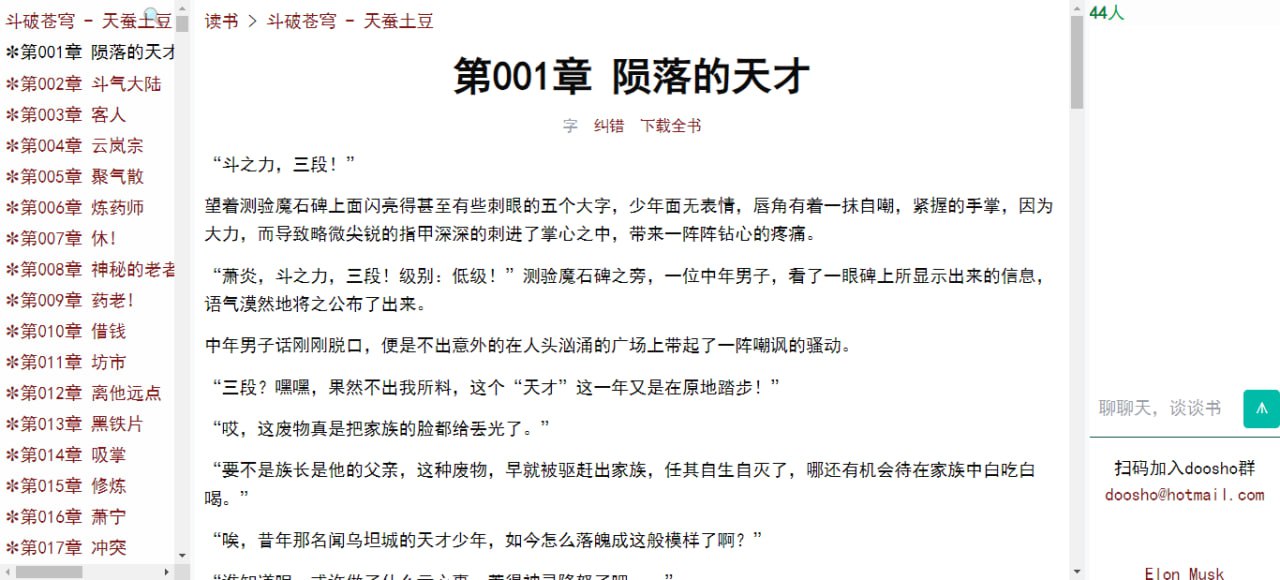 斗破苍穹 - 天蚕土豆
✼第001章 陨落的天才
✼第002章 斗气大陆
✼第003章 客人
✼第004章 云岚宗
✼第005章 聚气散
✼第006章 炼药师
✼第007章 休!
✼第008章 神秘的老者
✼第009章 药老!
✼第010章 借钱
✼第011章 坊市
✼第012章 离他远点
✼第013章 黑铁片
✼第014章 吸掌
✼第015章 修炼
✼第016章 萧宁
✼第017章 冲突
读书 > 斗破苍穹 - 天蚕土豆
第001章 陨落的天才
字 纠错 下载全书
“斗之力，三段！”
望着测验魔石碑上面闪亮得甚至有些刺眼的五个大字，少年面无表情，唇角有着一抹自嘲，紧握的手掌，因为
大力，而导致略微尖锐的指甲深深的刺进了掌心之中，带来一阵阵钻心的疼痛。
“萧炎，斗之力，三段！级别：低级！”测验魔石碑之旁，一位中年男子，看了一眼碑上所显示出来的信息，
语气漠然地将之公布了出来。
中年男子话刚刚脱口，便是不出意外的在人头汹涌的广场上带起了一阵嘲讽的骚动。
“三段？嘿嘿，果然不出我所料，这个“天才”这一年又是在原地踏步！”
“哎，这废物真是把家族的脸都给丢光了。”
“要不是族长是他的父亲，这种废物，早就被驱赶出家族，任其自生自灭了，哪还有机会待在家族中白吃白
喝。”
“唉，昔年那名闻乌坦城的天才少年，如今怎么落魄成这般模样了啊？”
44人
聊聊天，谈谈书
扫码加入doosho群
doosho@hotmail.com
Elon Musk